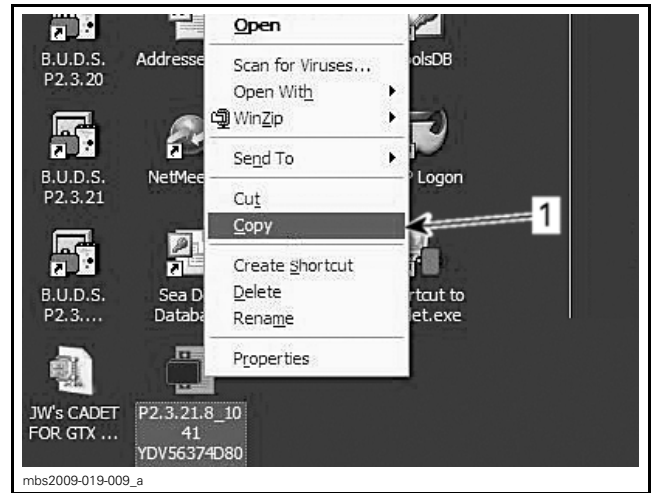 B.U.D.S.
P2.3.20
Addresse
olsDB
Open
Scan for Viruses...
Open With
WinZip
Send To
Cut
Copy
Create Shortcut
Delete
Rename
Properties
1
B.U.D.S.
P2.3.21
NetMee
Logon
B.U.D.S.
P2.3....
Sea D
Databa
rtcut to
let.exe
JW's CADET
FOR GTX ...
P2.3.21.8_10
41
YDV56374D80
mbs2009-019-009_a